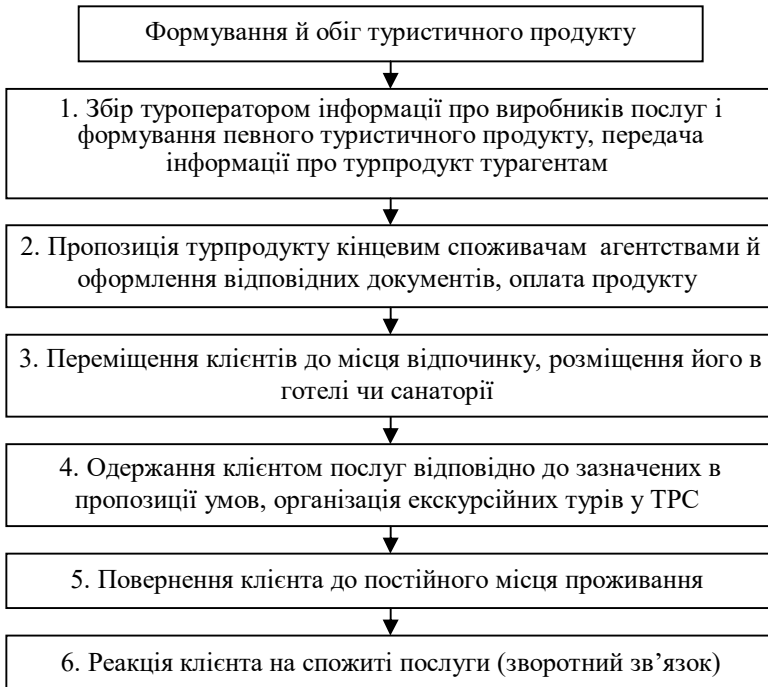 Формування й обіг туристичного продукту
1. Збір туроператором інформації про виробників послуг і
формування певного туристичного продукту, передача
інформації про турпродукт турагентам
2. Пропозиція турпродукту кінцевим споживачам агентствами й
оформлення відповідних документів, оплата продукту
3. Переміщення клієнтів до місця відпочинку, розміщення його в
готелі чи санаторії
4. Одержання клієнтом послуг відповідно до зазначених в
пропозиції умов, організація екскурсійних турів у ТРС
5. Повернення клієнта до постійного місця проживання
6. Реакція клієнта на спожиті послуги (зворотний зв’язок)